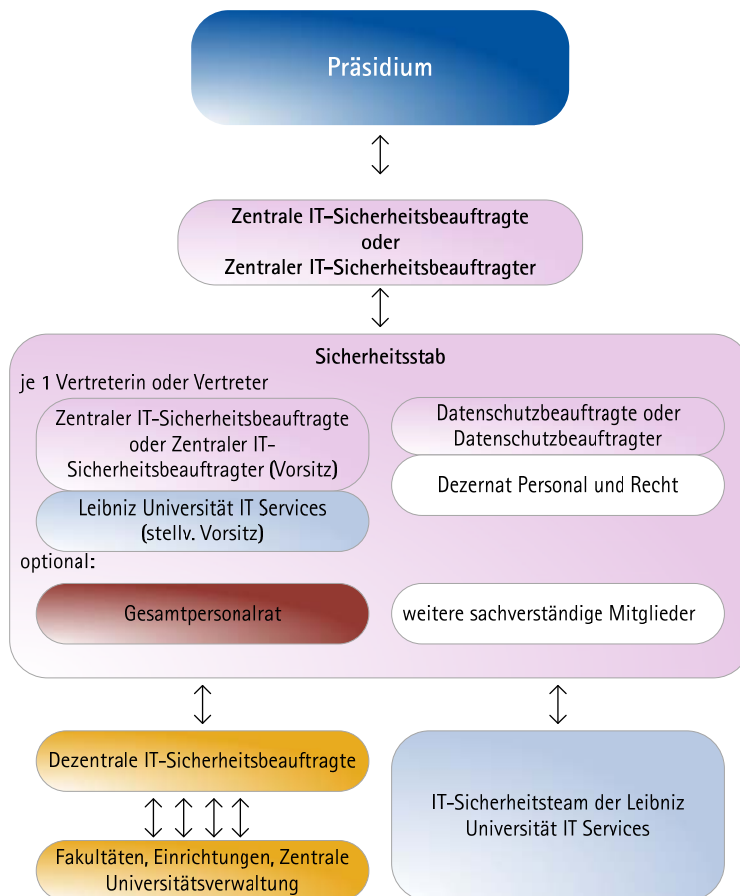 Präsidium
Zentrale IT-Sicherheitsbeauftragte
oder
Zentraler IT-Sicherheitsbeauftragter
Sicherheitsstab
je 1 Vertreterin oder Vertreter
Zentraler IT-Sicherheitsbeauftragte
oder Zentraler IT-
Sicherheitsbeauftragter (Vorsitz)
Leibniz Universität IT Services
(stellv. Vorsitz)
Datenschutzbeauftragte oder
Datenschutzbeauftragter
Dezernat Personal und Recht
optional:
Gesamtpersonalrat
weitere sachverständige Mitglieder
Dezentrale IT-Sicherheitsbeauftragte
Fakultäten, Einrichtungen, Zentrale
Universitätsverwaltung
IT-Sicherheitsteam der Leibniz
Universität IT Services